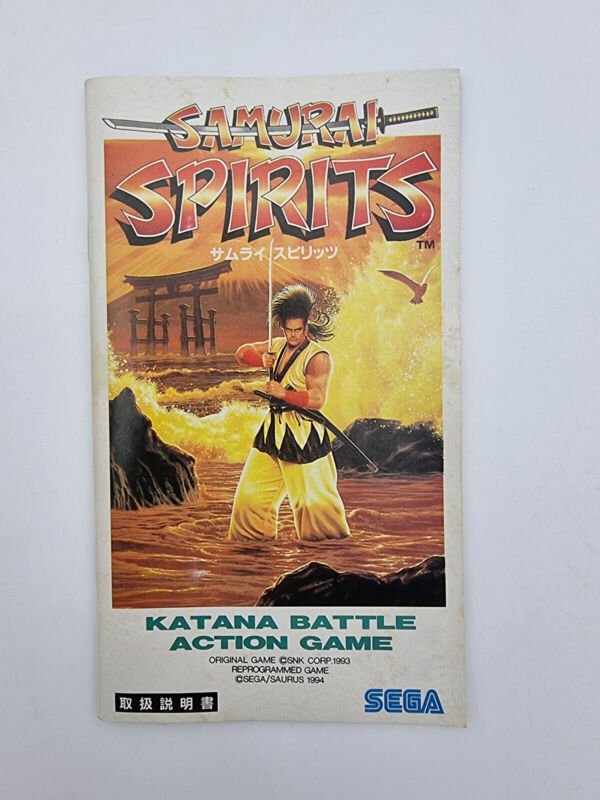 SAMURAI
SPIRITS
TM
サムライ スピリッツ
KATANA BATTLE
ACTION GAME
ORIGINAL GAME ©SNK CORP.1993
REPROGRAMMED GAME
©SEGA/SAURUS 1994
取扱説明書
SEGA